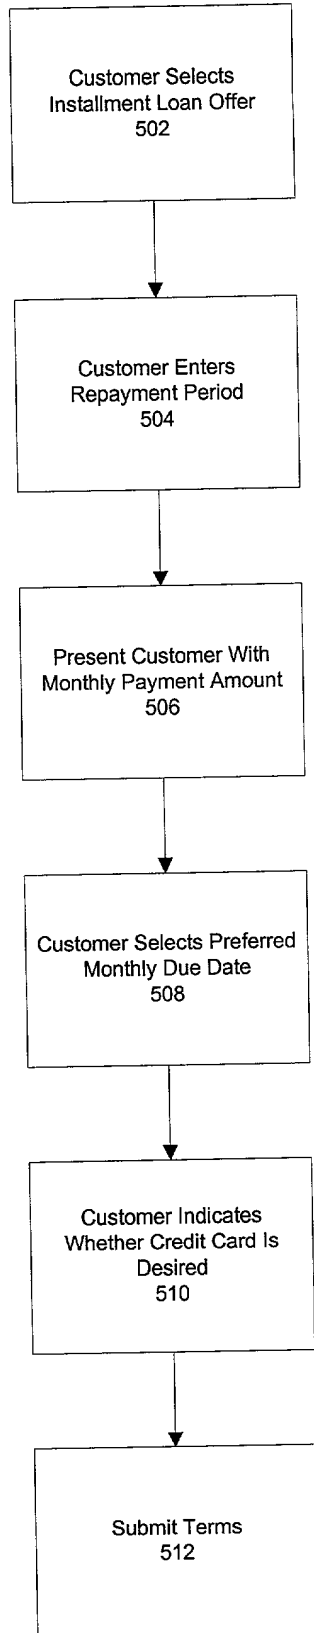 Customer Selects
Installment Loan Offer
502
Customer Enters
Repayment Period
504
Present Customer With
Monthly Payment Amount
506
Customer Selects Preferred
Monthly Due Date
508
Customer Indicates
Whether Credit Card Is
Desired
510
Submit Terms
512